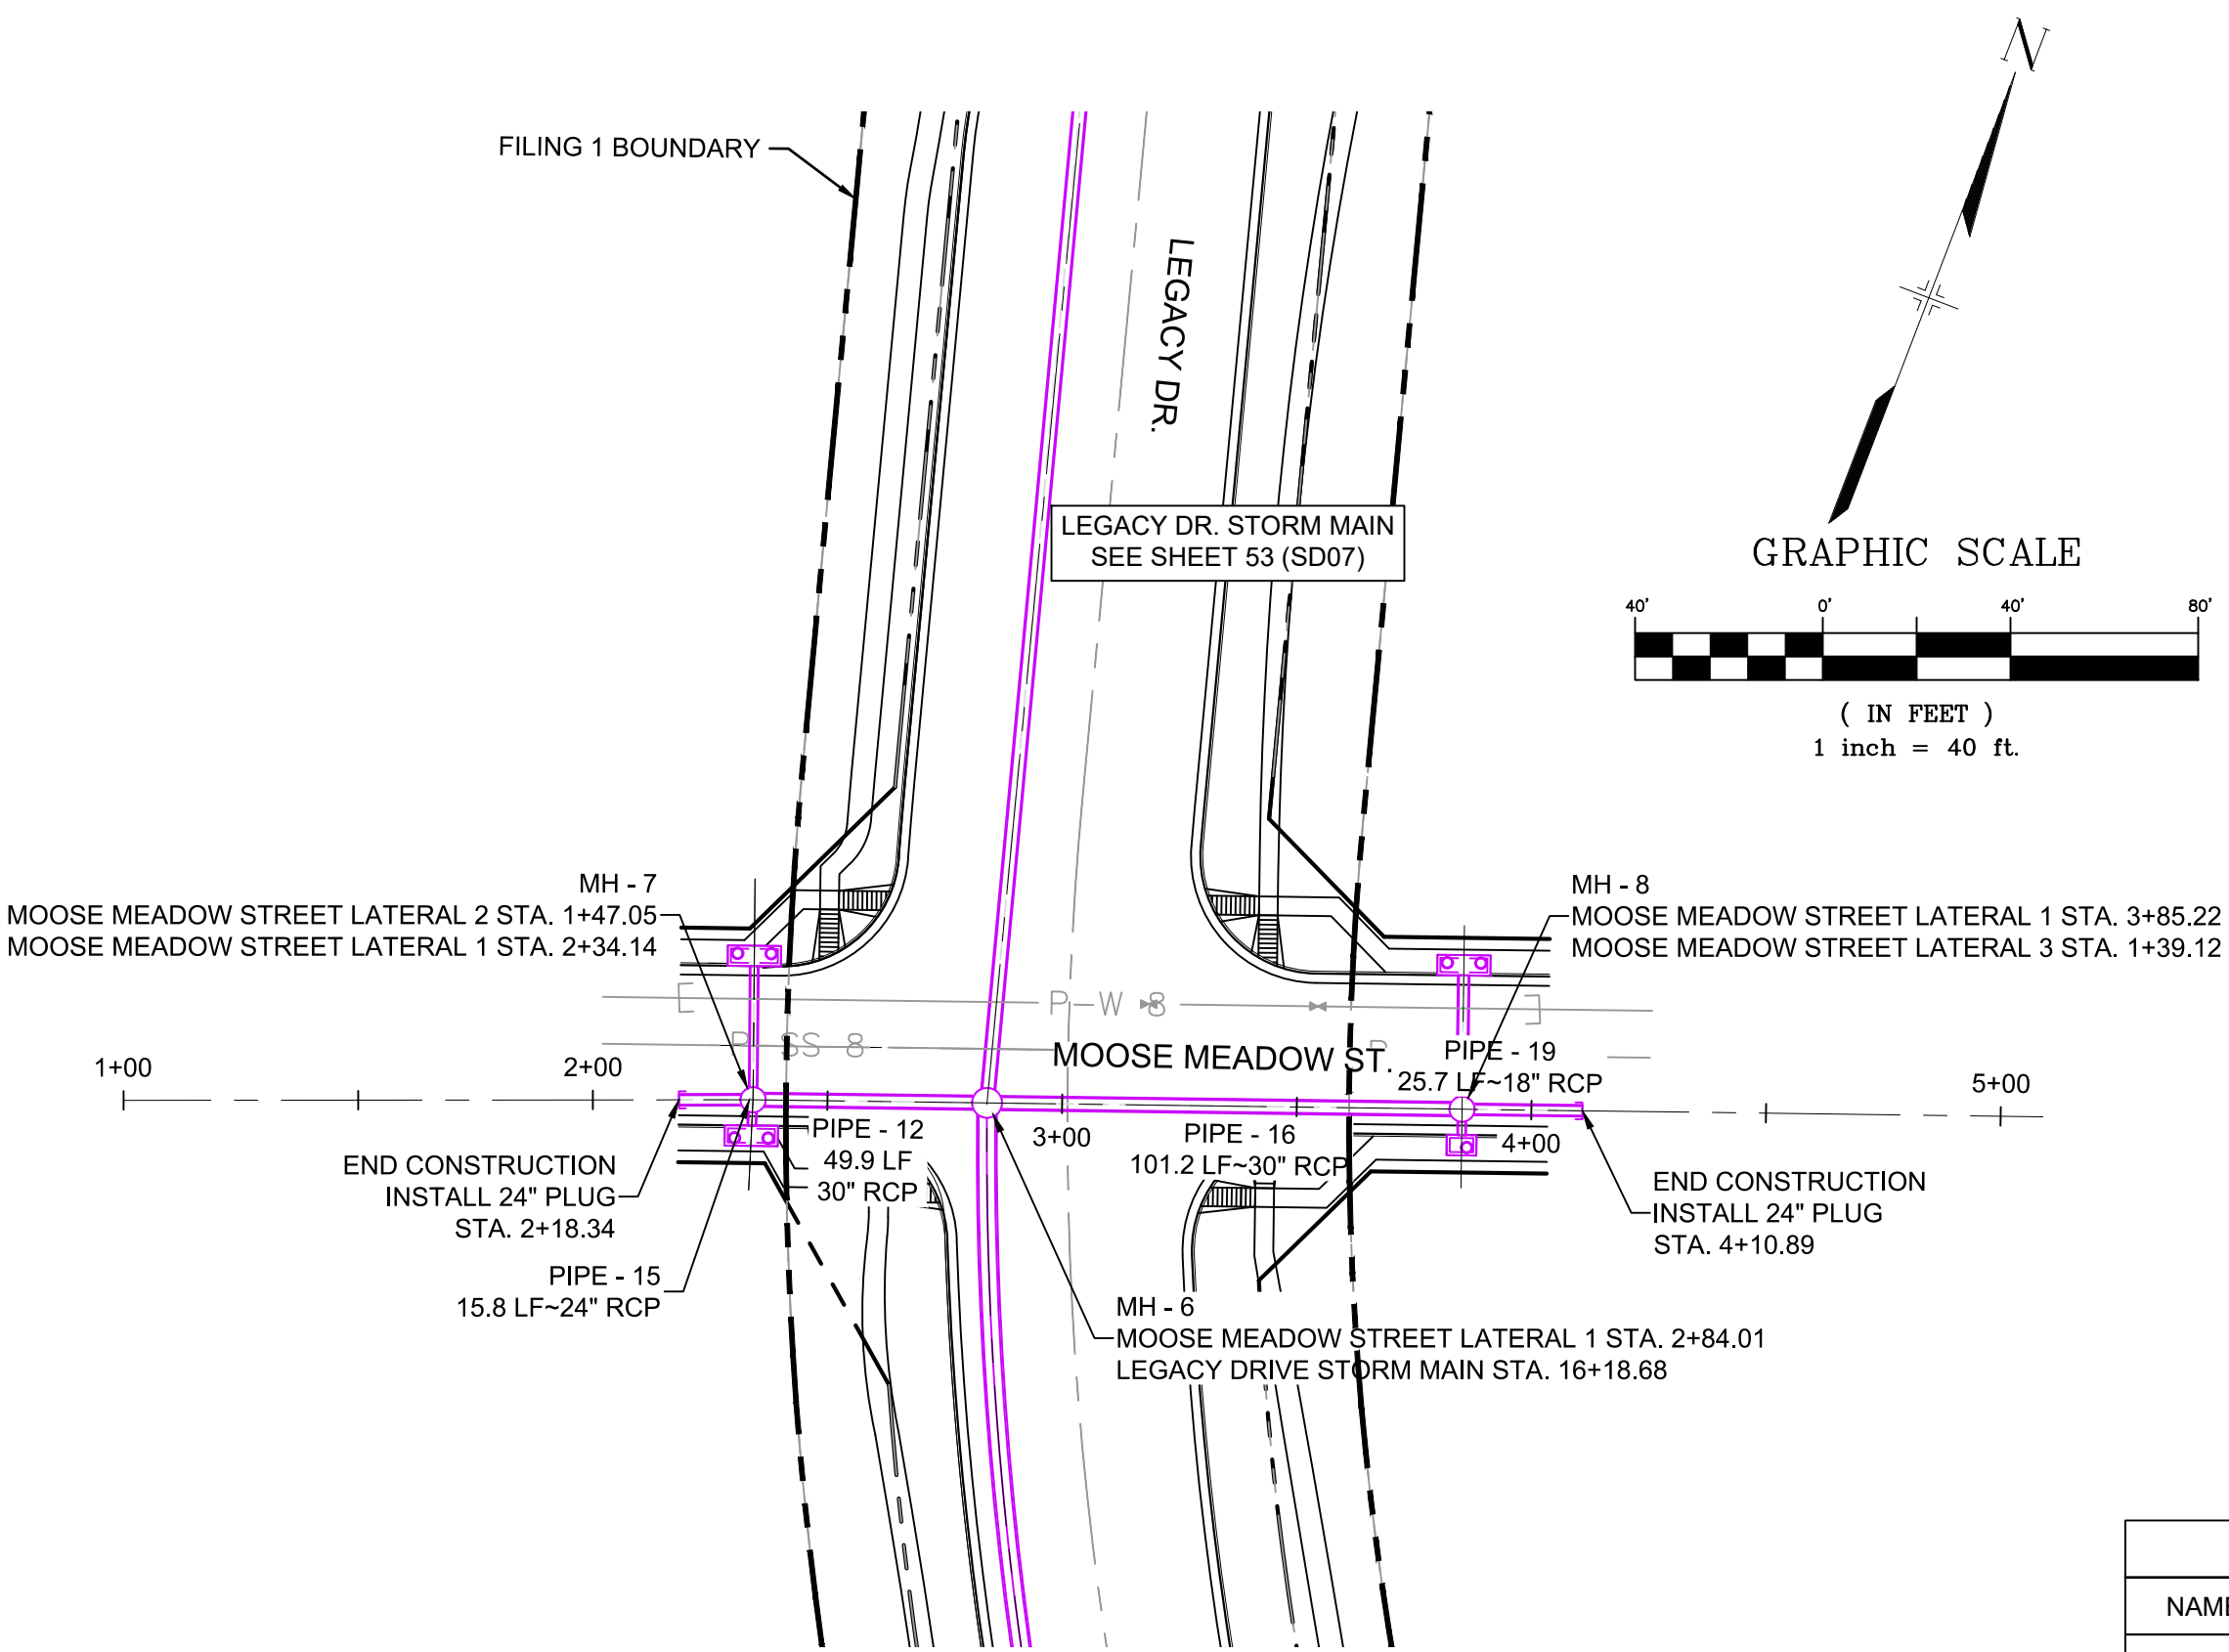 N
FILING 1 BOUNDARY
LEGACY DR.
LEGACY DR. STORM MAIN
SEE SHEET 53 (SD07)
GRAPHIC SCALE
40' 0' 40' 80'
( IN FEET )
1 inch = 40 ft.
MH - 7
MOOSE MEADOW STREET LATERAL 2 STA. 1+47.05
MOOSE MEADOW STREET LATERAL 1 STA. 2+34.14
MH - 8
MOOSE MEADOW STREET LATERAL 1 STA. 3+85.22
MOOSE MEADOW STREET LATERAL 3 STA. 1+39.12
P W 8
P SS 8
P
MOOSE MEADOW ST.
PIPE - 19
25.7 LF~18" RCP
1+00
2+00
3+00
4+00
5+00
PIPE - 12
49.9 LF
30" RCP
PIPE - 16
101.2 LF~30" RCP
END CONSTRUCTION
INSTALL 24" PLUG
STA. 2+18.34
PIPE - 15
15.8 LF~24" RCP
END CONSTRUCTION
INSTALL 24" PLUG
STA. 4+10.89
MH - 6
MOOSE MEADOW STREET LATERAL 1 STA. 2+84.01
LEGACY DRIVE STORM MAIN STA. 16+18.68